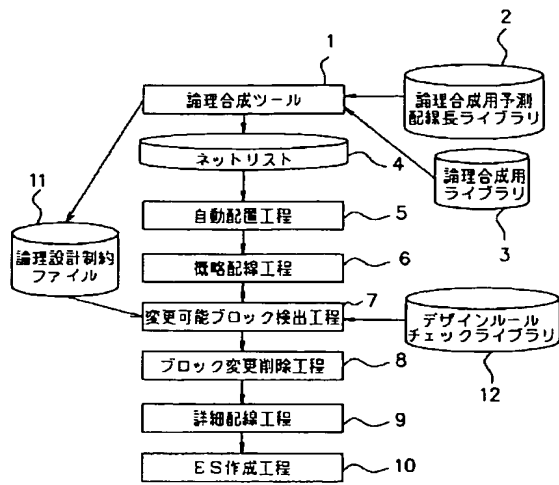 1
2
論理合成ツール
論理合成用予測
配線長ライブラリ
ネットリスト
4
論理合成用
ライブラリ
3
11
自動配置工程
5
論理設計制約
ファイル
概略配線工程
6
変更可能ブロック検出工程
7
デザインルール
チェックライブラリ
12
ブロック変更削除工程
8
詳細配線工程
9
ES作成工程
10